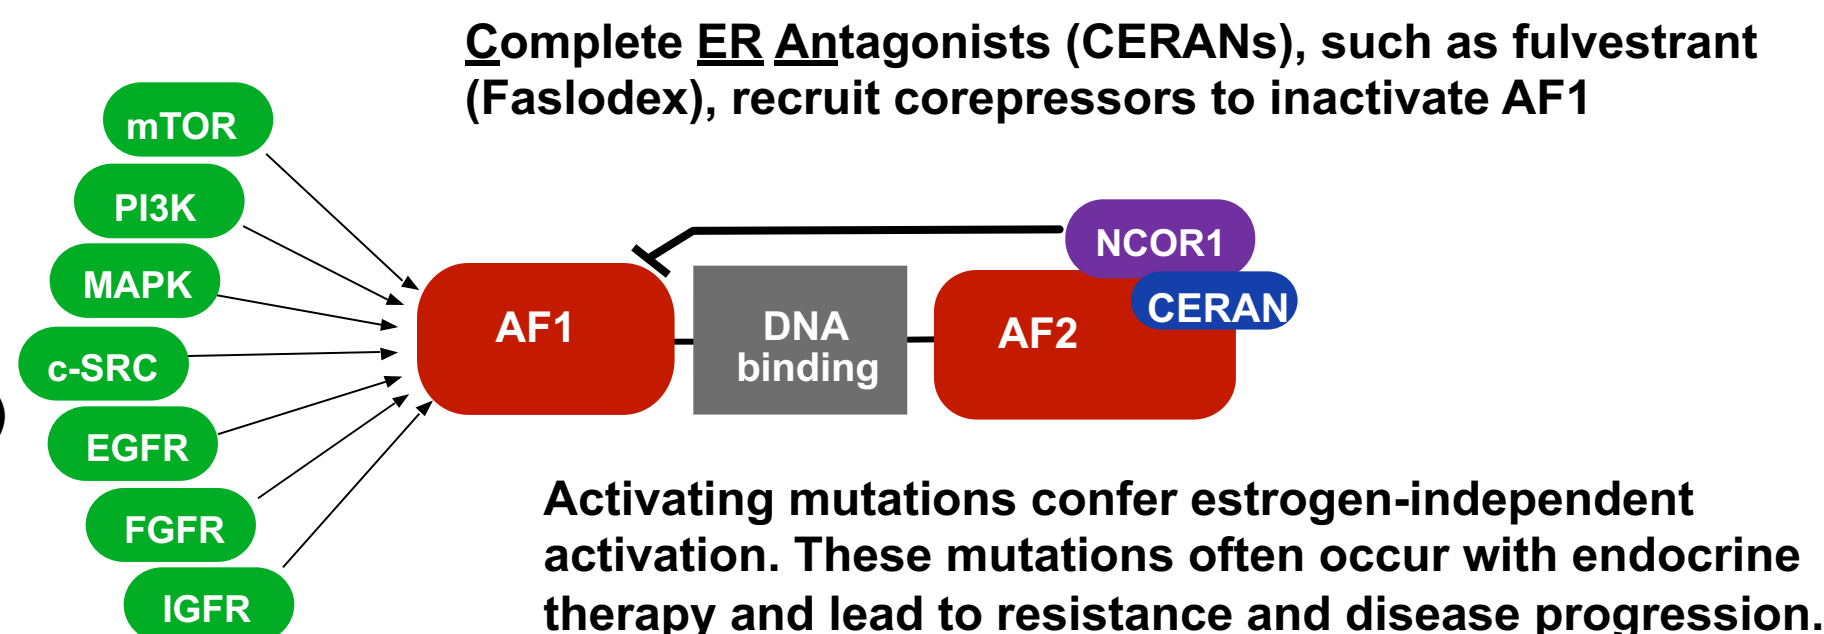 Complete ER Antagonists (CERANs), such as fulvestrant
(Faslodex), recruit corepressors to inactivate AF1
mTOR
PI3K
MAPK
c-SRC
EGFR
FGFR
IGFR
AF1
DNA
binding
AF2
NCOR1
CERAN
Activating mutations confer estrogen-independent
activation. These mutations often occur with endocrine
therapy and lead to resistance and disease progression.